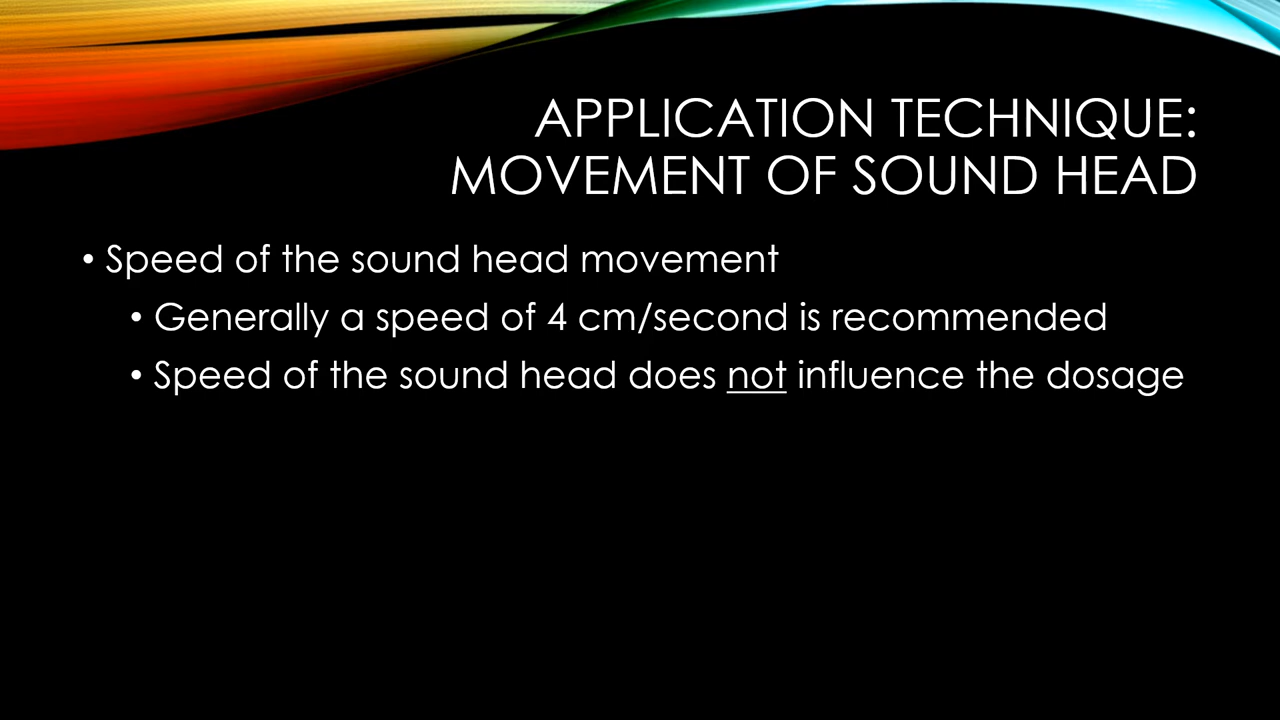 APPLICATION TECHNIQUE:
MOVEMENT OF SOUND HEAD
• Speed of the sound head movement
• Generally a speed of 4 cm/second is recommended
• Speed of the sound head does not influence the dosage